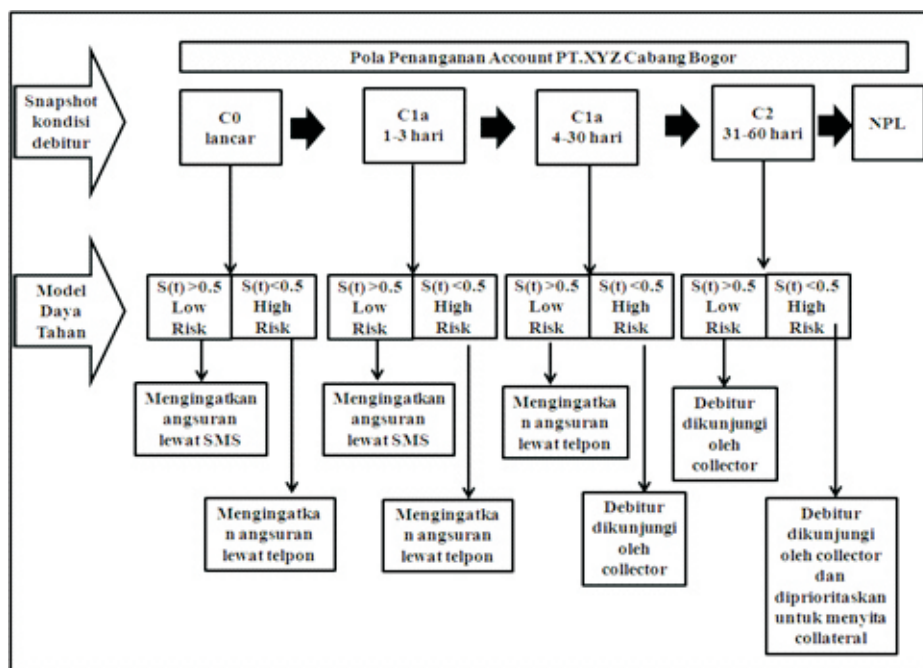 Pola Penanganan Account PT.XYZ Cabang Bogor
Snapshot
kondisi
debitur
C0
lancar
C1a
1-3 hari
C1a
4-30 hari
C2
31-60 hari
NPL
Model
Daya
Tahan
S(t) >0.5
Low
Risk
S(t)<0.5
High
Risk
S(t)>0.5
Low
Risk
S(t) <0.5
High
Risk
S(t)>0.5
Low
Risk
S(t) <0.5
High
Risk
S(t)>0.5
Low
Risk
S(t) <0.5
High
Risk
Mengingatkan
angsuran
lewat SMS
Mengingatkan
angsuran
lewat SMS
Mengingatka
n angsuran
lewat telpon
Debitur
dikunjungi
oleh
collector
Mengingatka
n angsuran
lewat telpon
Mengingatka
n angsuran
lewat telpon
Debitur
dikunjungi
oleh
collector
Debitur
dikunjungi
oleh collector
dan
diprioritaskan
untuk menyita
collateral